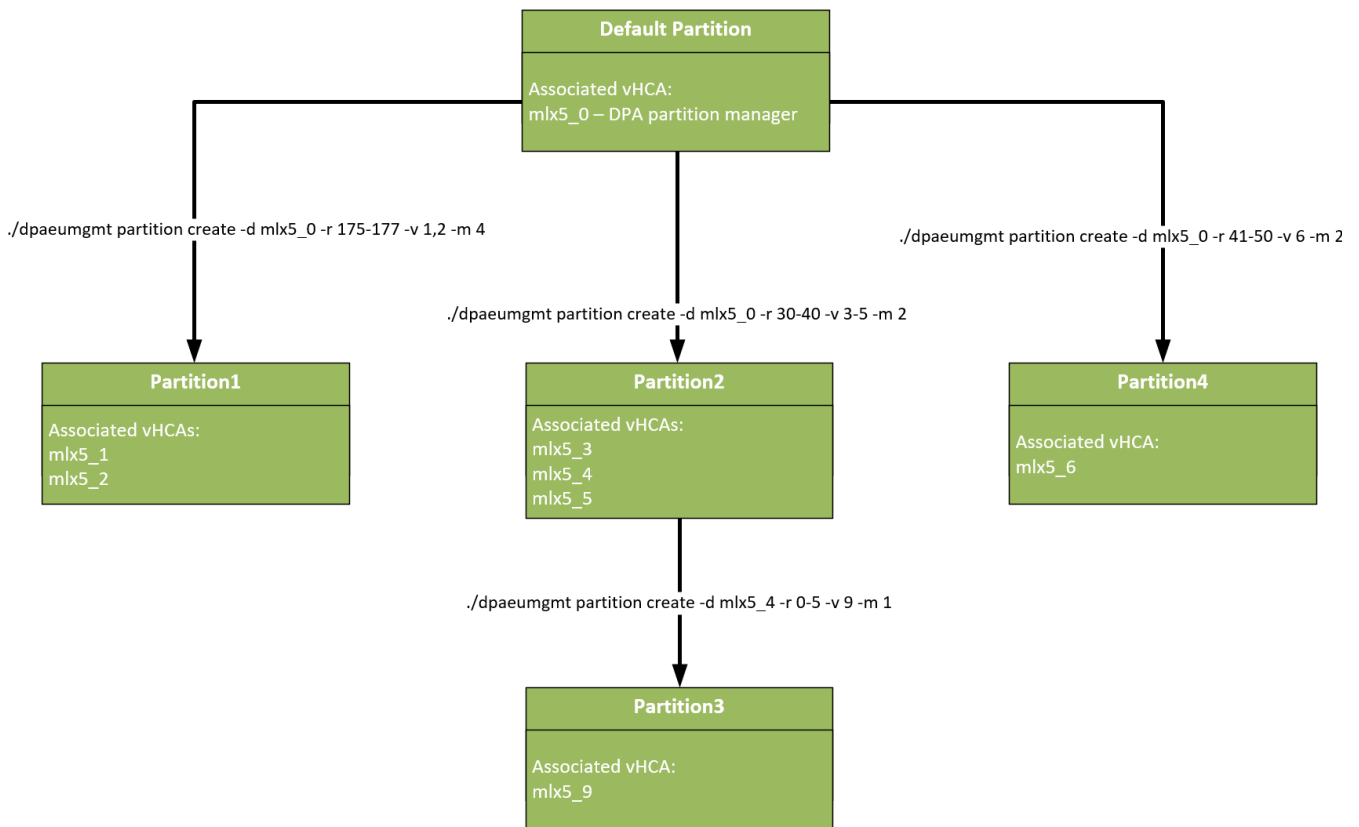 Default Partition
Associated vHCA:
mlx5_0 – DPA partition manager
./dpaeumgmt partition create -d mlx5_0 -r 175-177 -v 1,2 -m 4
./dpaeumgmt partition create -d mlx5_0 -r 41-50 -v 6 -m 2
./dpaeumgmt partition create -d mlx5_0 -r 30-40 -v 3-5 -m 2
Partition1
Associated vHCAs:
mlx5_1
mlx5_2
Partition2
Associated vHCAs:
mlx5_3
mlx5_4
mlx5_5
Partition4
Associated vHCA:
mlx5_6
./dpaeumgmt partition create -d mlx5_4 -r 0-5 -v 9 -m 1
Partition3
Associated vHCA:
mlx5_9